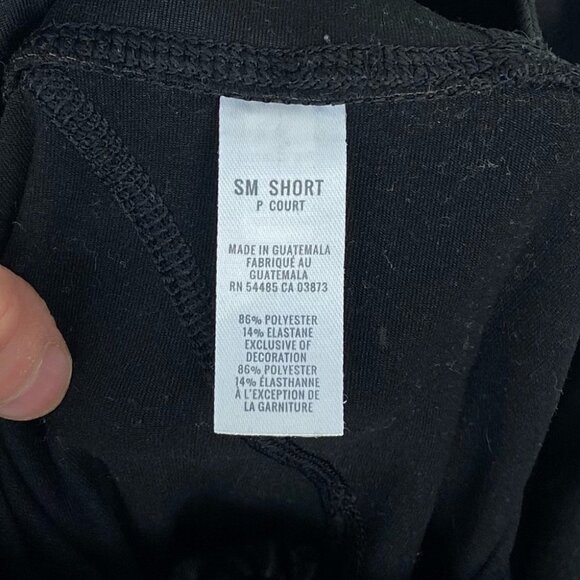 SM SHORT
P COURT
MADE IN GUATEMALA
FABRIQUÉ AU
GUATEMALA
RN 54485 CA 03873
86% POLYESTER
14% ELASTANE
EXCLUSIVE OF
DECORATION
86% POLYESTER
14% ÉLASTHANNE
À L'EXCEPTION DE
LA GARNITURE